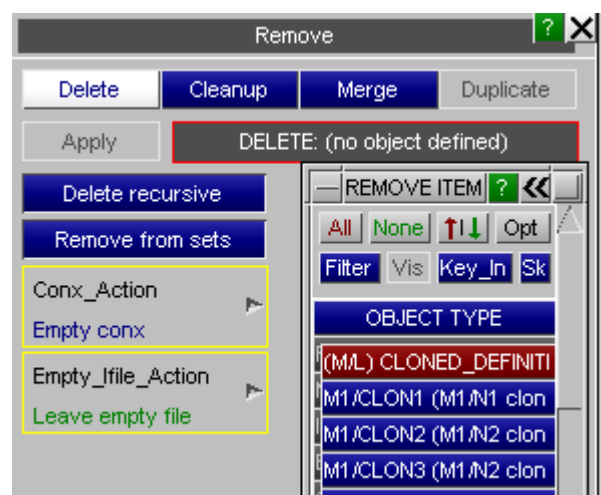 Remove ?
Delete Cleanup Merge Duplicate
Apply DELETE: (no object defined)
Delete recursive
Remove from sets
Conx_Action
Empty conx
Empty_Ifile_Action
Leave empty file
REMOVE ITEM ?
All None Opt
Filter Vis Key_In Sk
OBJECT TYPE
(M/L) CLONED_DEFINITI
M1/CLON1 (M1/N1 clon
M1/CLON2 (M1/N2 clon
M1/CLON3 (M1/N2 clon